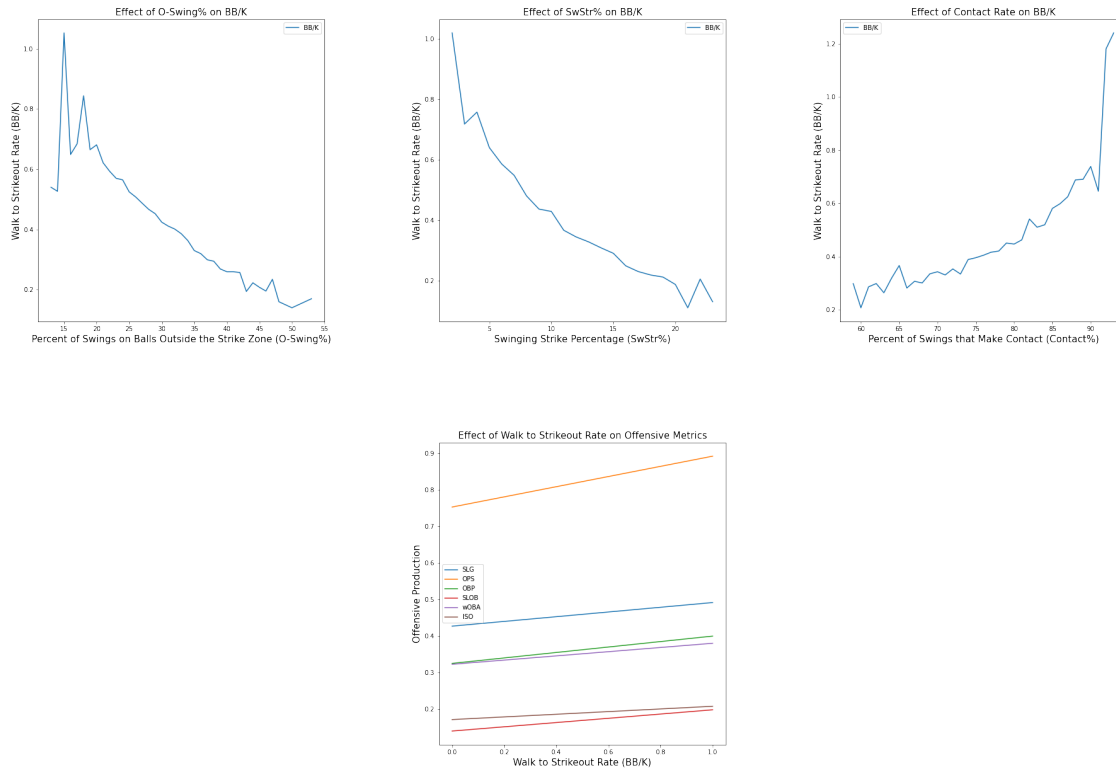 Effect of O-Swing% on BB/K
BB/K
Walk to Strikeout Rate (BB/K)
1.0
0.8
0.6
0.4
0.2
15
20
25
30
35
40
45
50
55
Percent of Swings on Balls Outside the Strike Zone (O-Swing%)
Effect of SwStr% on BB/K
BB/K
Walk to Strikeout Rate (BB/K)
1.0
0.8
0.6
0.4
0.2
5
10
15
20
Swinging Strike Percentage (SwStr%)
Effect of Contact Rate on BB/K
BB/K
Walk to Strikeout Rate (BB/K)
1.2
1.0
0.8
0.6
0.4
0.2
60
65
70
75
80
85
90
Percent of Swings that Make Contact (Contact%)
Effect of Walk to Strikeout Rate on Offensive Metrics
Offensive Production
0.9
0.8
0.7
0.6
0.5
0.4
0.3
0.2
SLG
OPS
OBP
SLOB
wOBA
ISO
0.0
0.2
0.4
0.6
0.8
1.0
Walk to Strikeout Rate (BB/K)